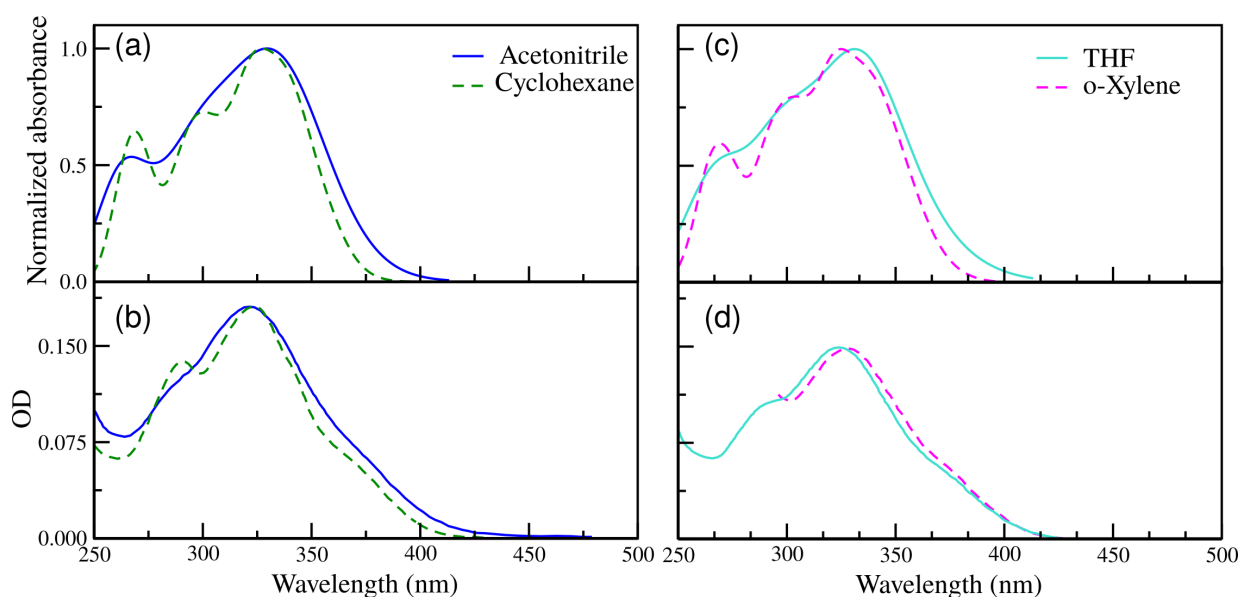 (a)
Acetonitrile
Cyclohexane
Normalized absorbance
1.0
0.5
0.0
(c)
THF
o-Xylene
(b)
OD
0.150
0.075
0.000
250 300 350 400 450 500
Wavelength (nm)
(d)
250 300 350 400 450 500
Wavelength (nm)